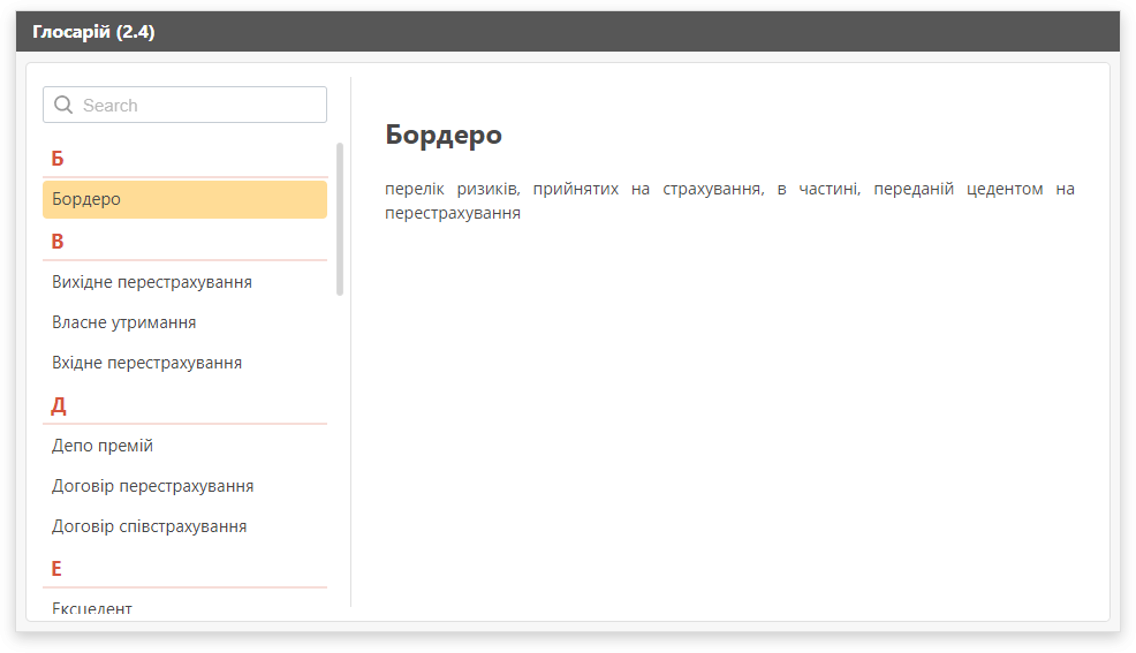 Глосарій (2.4)
Search
Б
Бордеро
В
Вихідне перестрахування
Власне утримання
Вхідне перестрахування
Д
Депо премій
Договір перестрахування
Договір співстрахування
Е
Ексцедент
Бордеро
перелік ризиків, прийнятих на страхування, в частині, переданій цедентом на
перестрахування